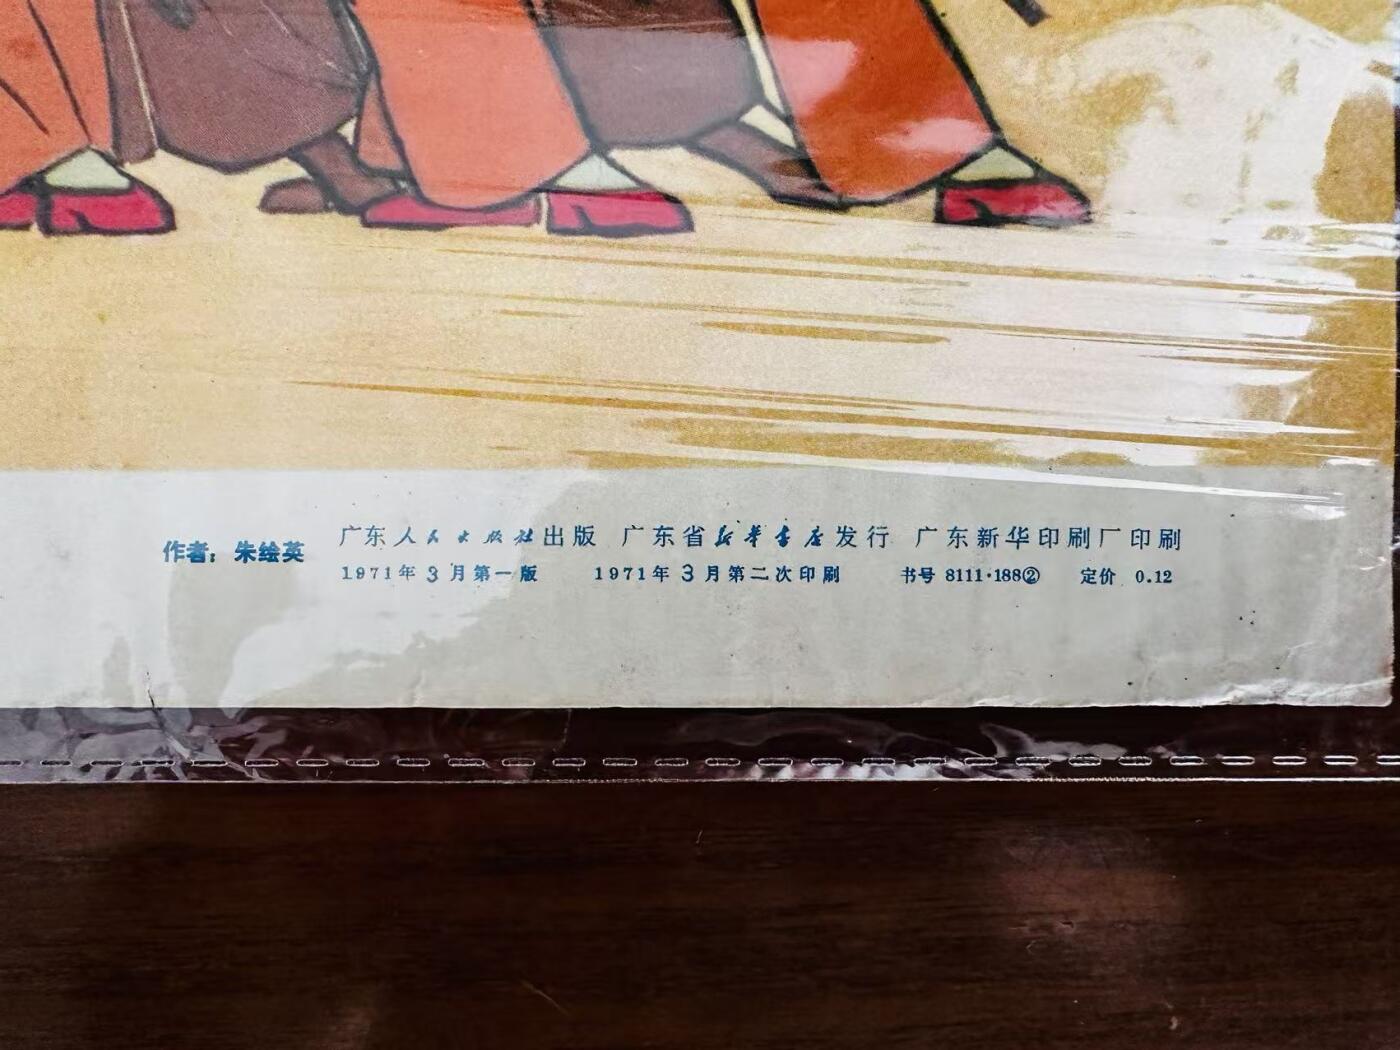 作者：朱绘英
广东人民出版社出版 广东省新华书店发行 广东新华印刷厂印刷
1971年3月第一版 1971年3月第二次印刷 书号 8111·188② 定价 0.12